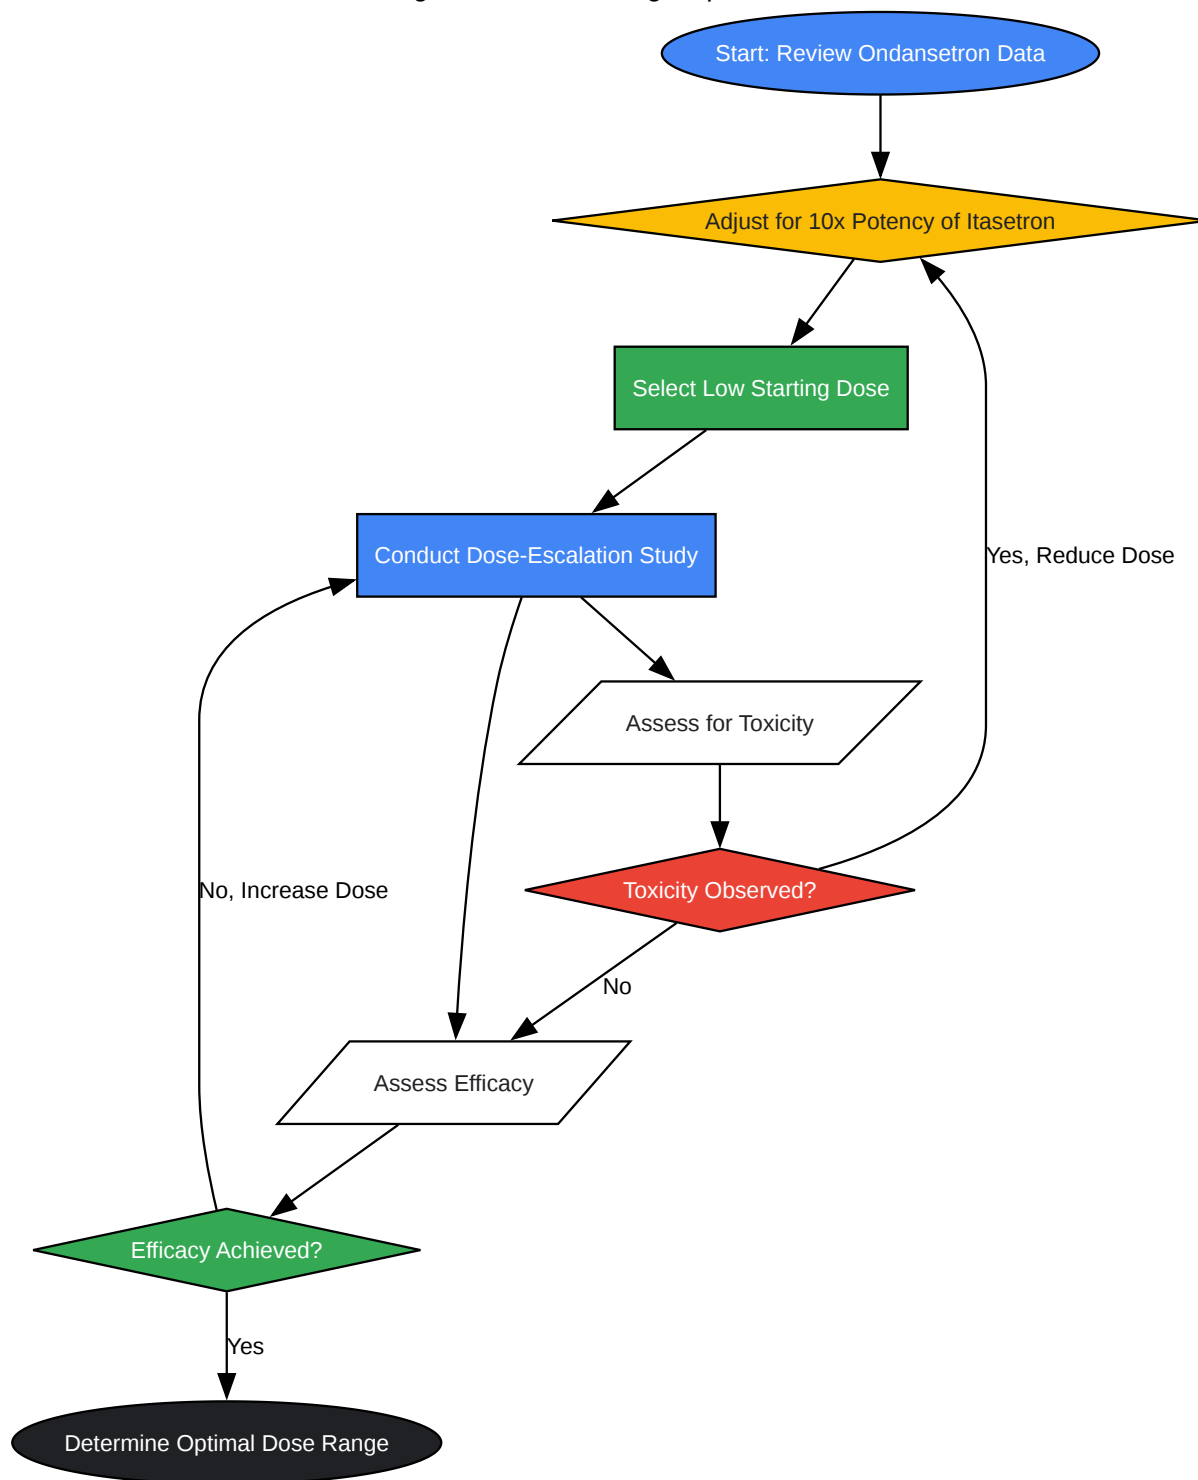 Start: Review Ondansetron Data
Adjust for 10x Potency of Itasetron
Select Low Starting Dose
Conduct Dose-Escalation Study
Yes, Reduce Dose
Assess for Toxicity
Toxicity Observed?
No, Increase Dose
No
Assess Efficacy
Efficacy Achieved?
Yes
Determine Optimal Dose Range